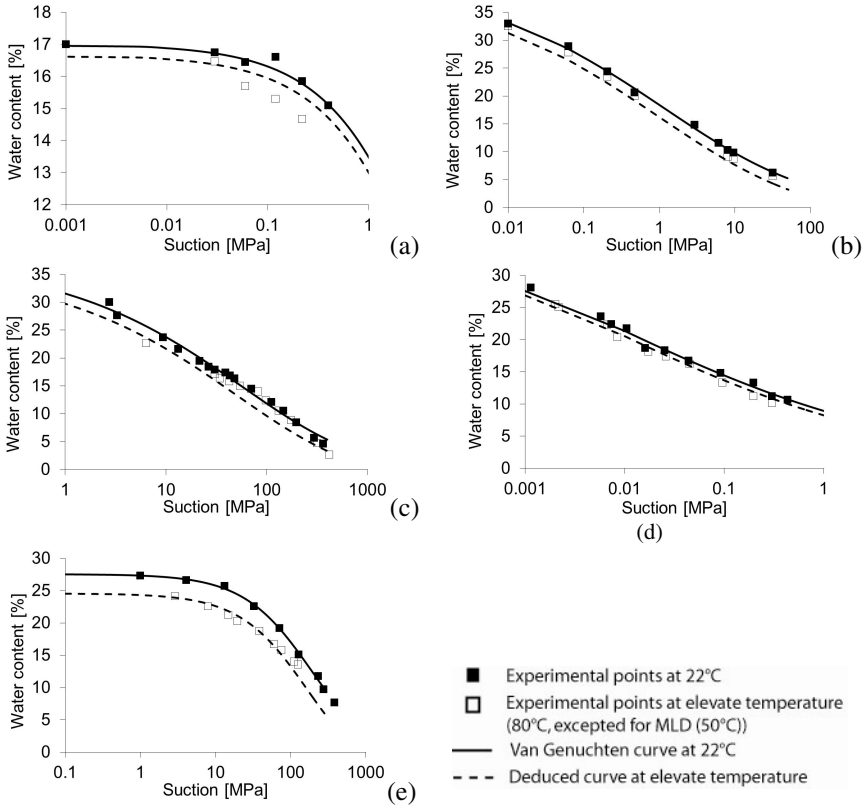 Water content [%]
18
17
16
15
14
13
12
0.001
0.01
0.1
1
Suction [MPa]
(a)
Water content [%]
35
30
25
20
15
10
5
0
0.01
0.1
1
10
100
Suction [MPa]
(b)
Water content [%]
35
30
25
20
15
10
5
0
1
10
100
1000
Suction [MPa]
(c)
Water content [%]
30
25
20
15
10
5
0
0.001
0.01
0.1
1
Suction [MPa]
(d)
Water content [%]
30
25
20
15
10
5
0
0.1
1
10
100
1000
Suction [MPa]
(e)
Experimental points at 22°C
Experimental points at elevate temperature
(80°C, excepted for MLD (50°C))
Van Genuchten curve at 22°C
Deduced curve at elevate temperature